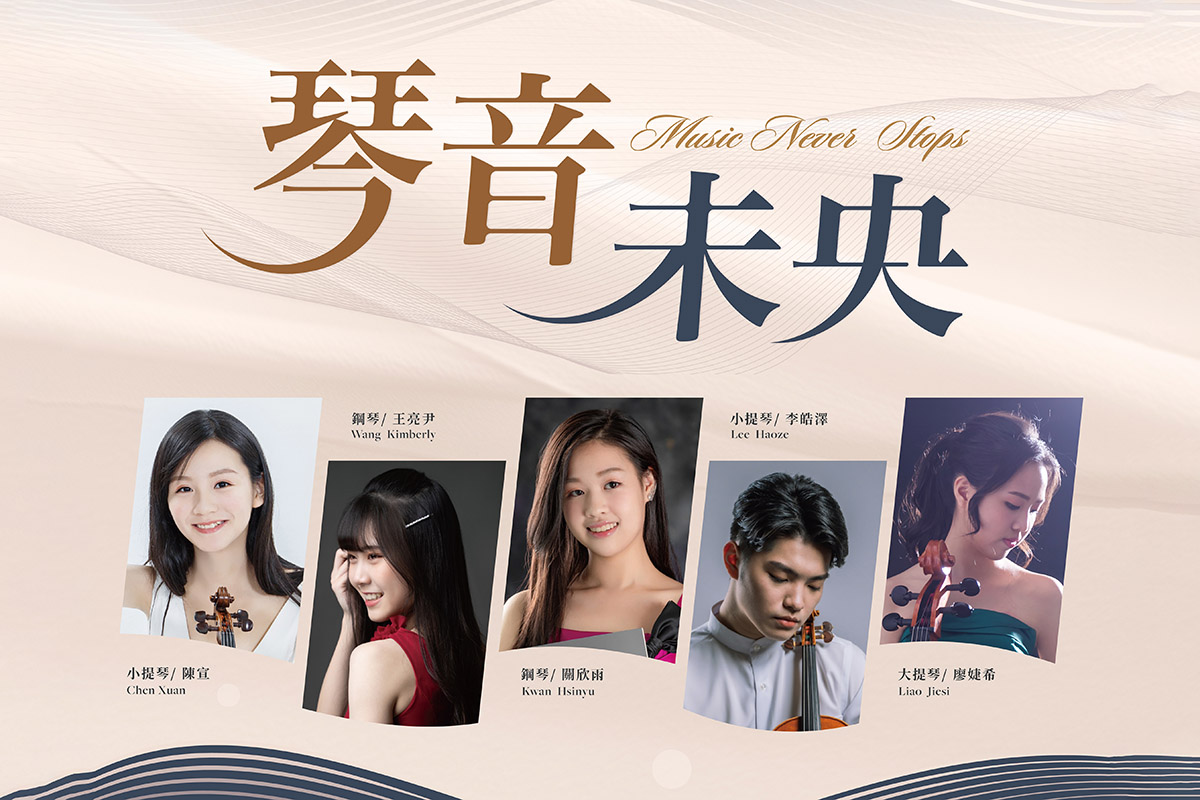 琴音
Music Never Stops
未央
鋼琴/ 王亮尹
Wang Kimberly
小提琴/ 李皓澤
Lee Haoze
小提琴/ 陳宣
Chen Xuan
鋼琴/ 關欣雨
Kwan Hsinyu
大提琴/ 廖婕希
Liao Jiesi